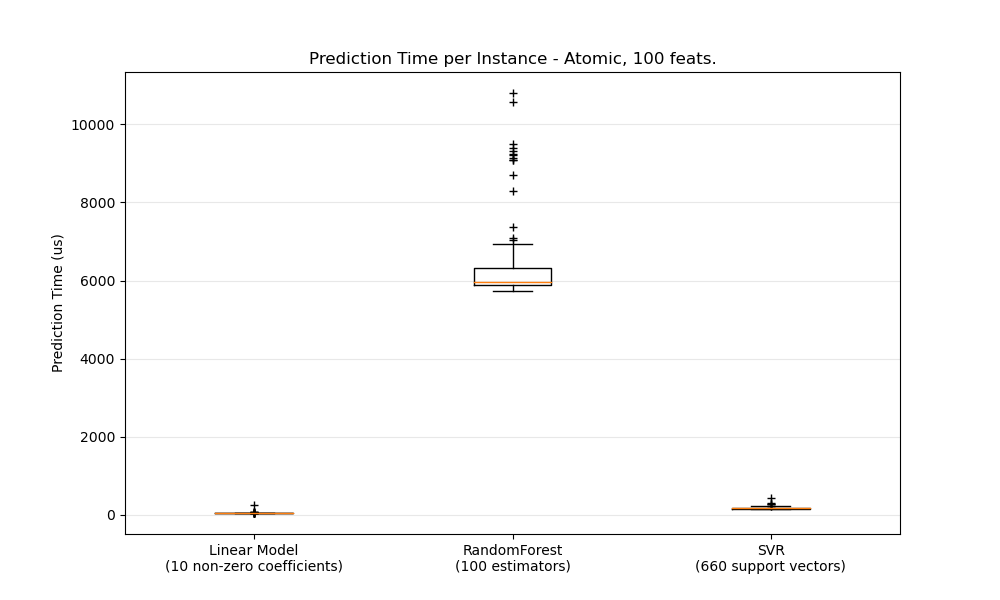 Prediction Time per Instance - Atomic, 100 feats.
Prediction Time (us)
10000
8000
6000
4000
2000
0
Linear Model
(10 non-zero coefficients)
RandomForest
(100 estimators)
SVR
(660 support vectors)